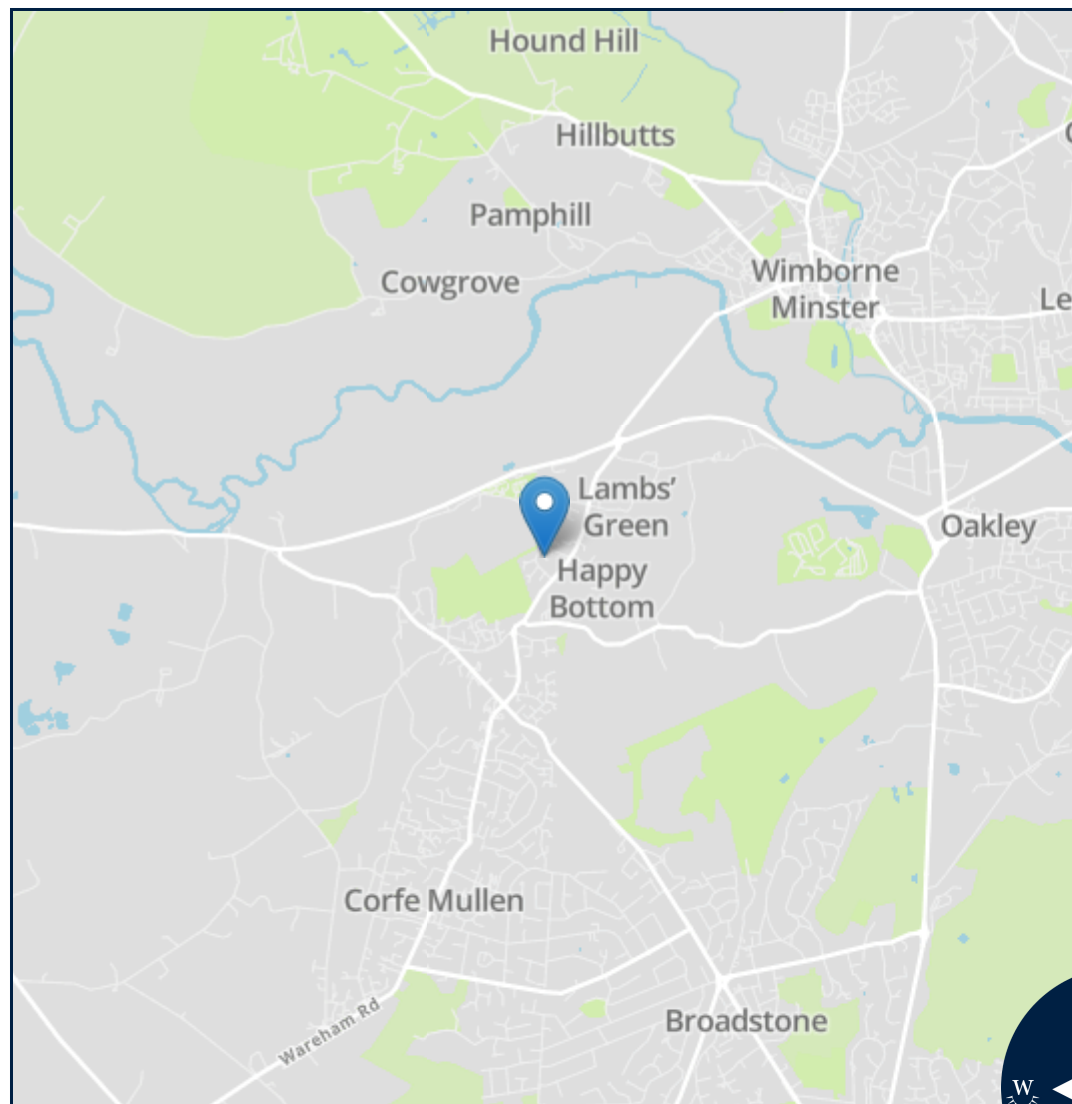 Hound Hill
Hillbutts
Pamphill
Cowgrove
Wimborne
Minster
Le
Lambs’
Green
Oakley
Happy
Bottom
Corfe Mullen
Wareham Rd
Broadstone
W